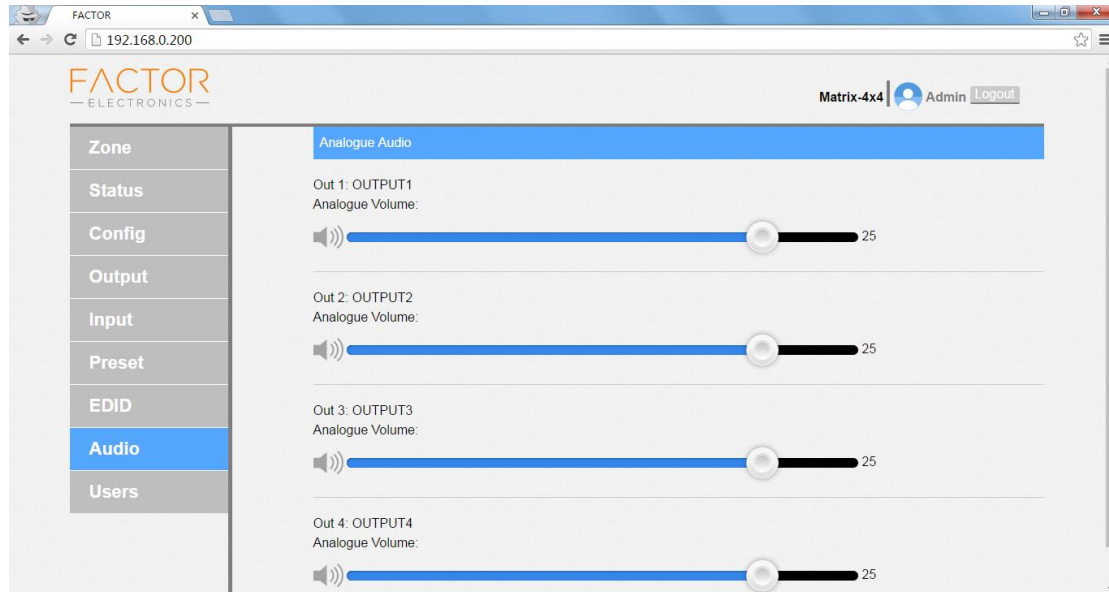 FACTOR
192.168.0.200
FACTOR
ELECTRONICS
Matrix-4x4 Admin Logout
Zone
Status
Config
Output
Input
Preset
EDID
Audio
Users
Analogue Audio
Out 1: OUTPUT1
Analogue Volume:
25
Out 2: OUTPUT2
Analogue Volume:
25
Out 3: OUTPUT3
Analogue Volume:
25
Out 4: OUTPUT4
Analogue Volume:
25